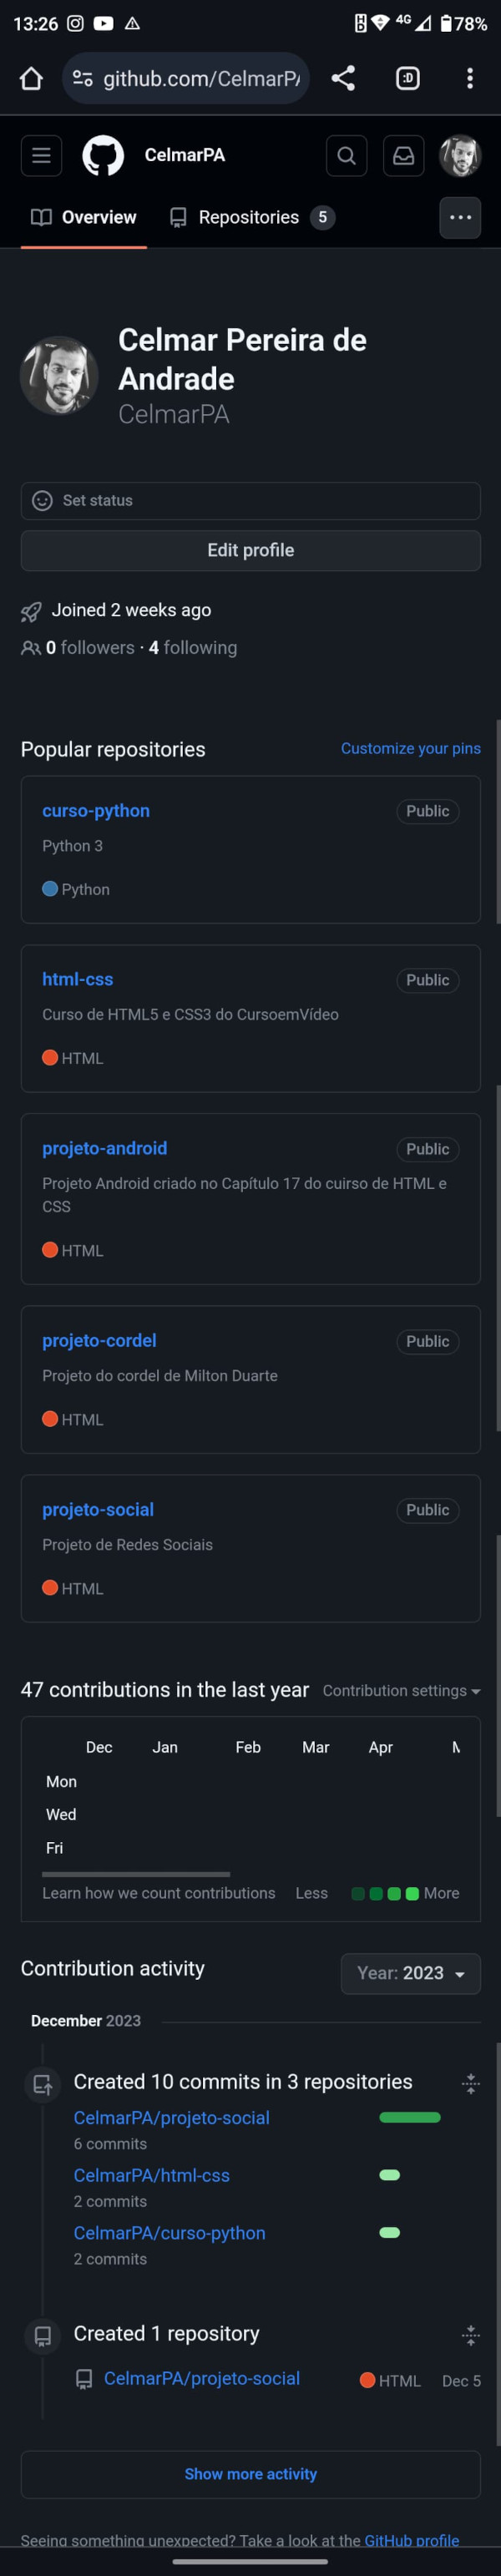 13:26
4G
78%
github.com/CelmarPA
:D
CelmarPA
Overview
Repositories 5
Celmar Pereira de
Andrade
CelmarPA
Set status
Edit profile
Joined 2 weeks ago
0 followers · 4 following
Popular repositories
Customize your pins
curso-python
Public
Python 3
Python
html-css
Public
Curso de HTML5 e CSS3 do CursoemVídeo
HTML
projeto-android
Public
Projeto Android criado no Capítulo 17 do cuirso de HTML e
CSS
HTML
projeto-cordel
Public
Projeto do cordel de Milton Duarte
HTML
projeto-social
Public
Projeto de Redes Sociais
HTML
47 contributions in the last year
Contribution settings
Dec Jan Feb Mar Apr
Mon
Wed
Fri
Learn how we count contributions
Less
More
Contribution activity
Year: 2023
December 2023
Created 10 commits in 3 repositories
CelmarPA/projeto-social
6 commits
CelmarPA/html-css
2 commits
CelmarPA/curso-python
2 commits
Created 1 repository
CelmarPA/projeto-social
HTML
Dec 5
Show more activity
Seeing something unexpected? Take a look at the GitHub profile